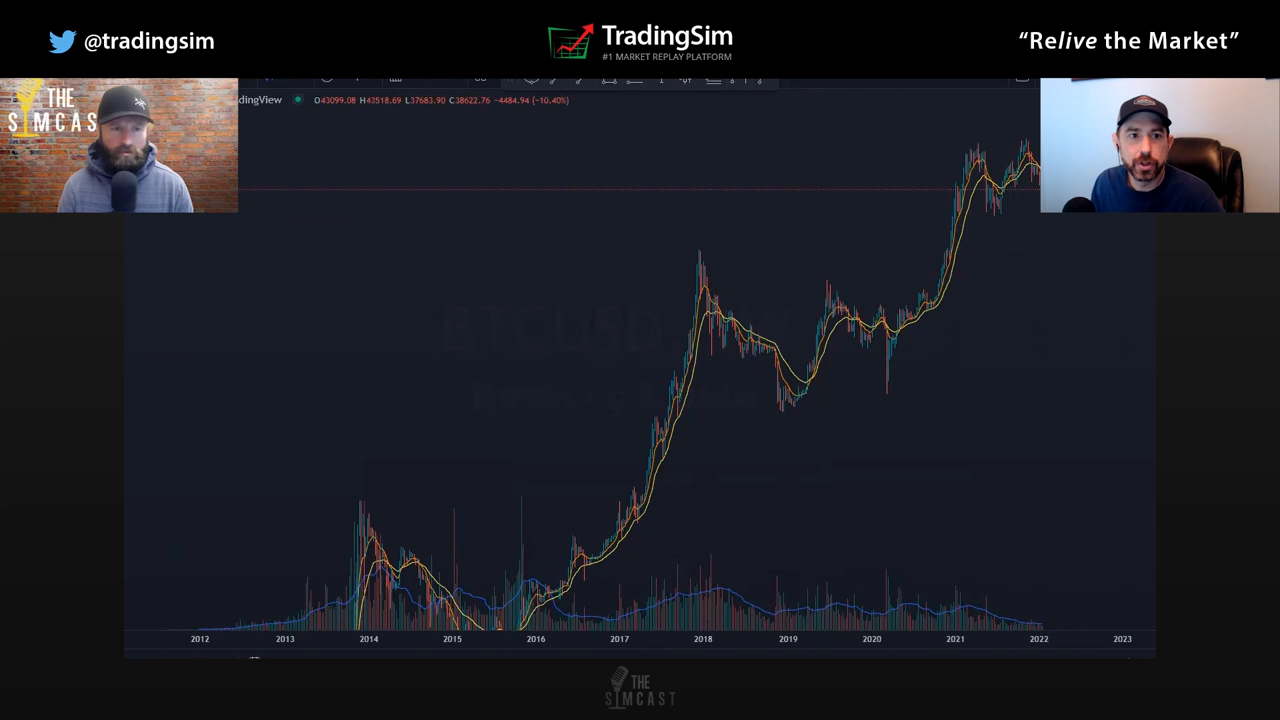 @tradingsim
TradingSim
#1 MARKET REPLAY PLATFORM
“Relive the Market”
THE
SIMCAS
dingView
O43099.08 H43518.69 L37683.90 C38622.76 −4484.94 (−10.40%)
BTCUSD
2012 2013 2014 2015 2016 2017 2018 2019 2020 2021 2022 2023
THE
SIMCAST